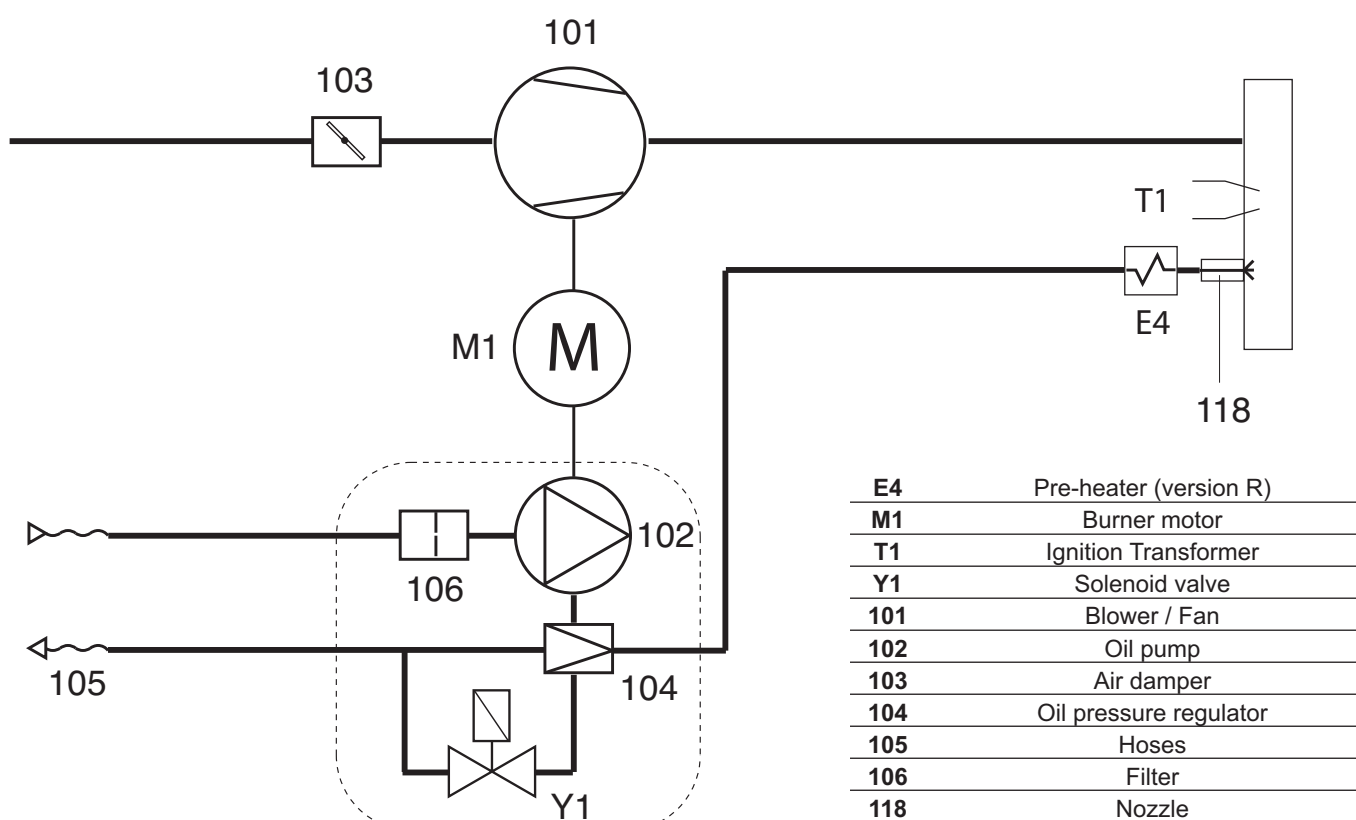 101
103
T1
M1 M
E4
118
102
106
105
104
Y1
E4 Pre-heater (version R)
M1 Burner motor
T1 Ignition Transformer
Y1 Solenoid valve
101 Blower / Fan
102 Oil pump
103 Air damper
104 Oil pressure regulator
105 Hoses
106 Filter
118 Nozzle